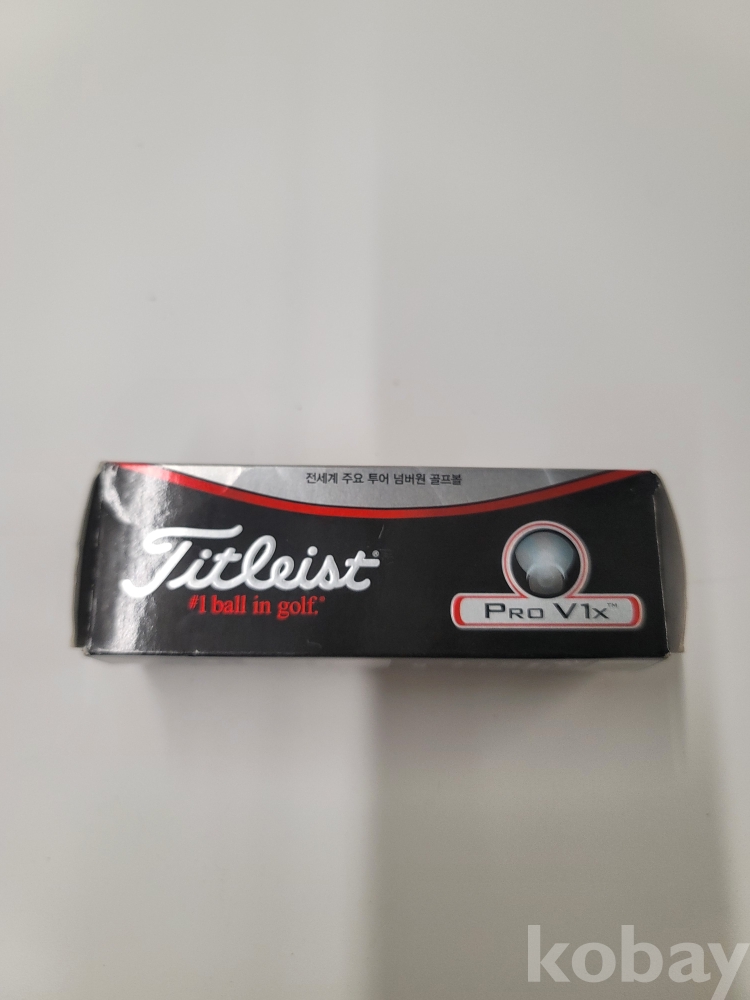 전세계 주요 투어 넘버원 골프볼
Titleist®
#1 ball in golf.®
PRO V1x™
kobay